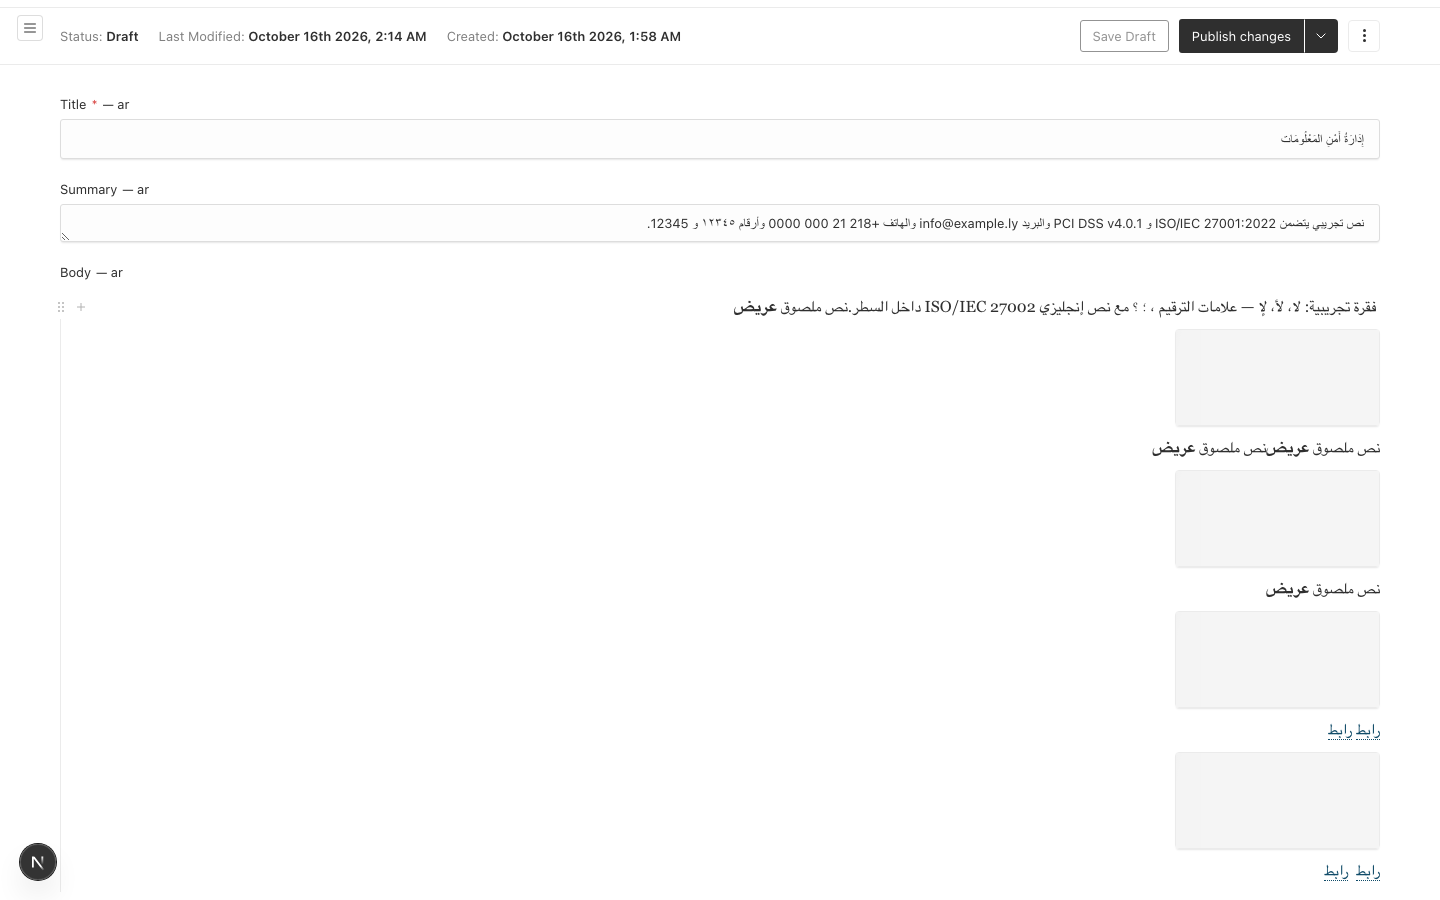 Status: Draft Last Modified: October 16th 2026, 2:14 AM Created: October 16th 2026, 1:58 AM Save Draft Publish changes
Title * — ar
إِدَارَةُ أَمْنِ المَعْلُومَات
Summary — ar
نص تجريبي يتضمن ISO/IEC 27001:2022 و PCI DSS v4.0.1 والبريد info@example.ly والهاتف +218 21 000 0000 وأرقام ١٢٣٤٥ و 12345.
Body — ar
فقرة تجريبية: لا، لأ، لإ — علامات الترقيم ، ؛ ؟ مع نص إنجليزي ISO/IEC 27002 داخل السطر.نص ملصوق عريض
نص ملصوق عريضنص ملصوق عريض
نص ملصوق عريض
رابط رابط
رابط رابط
N